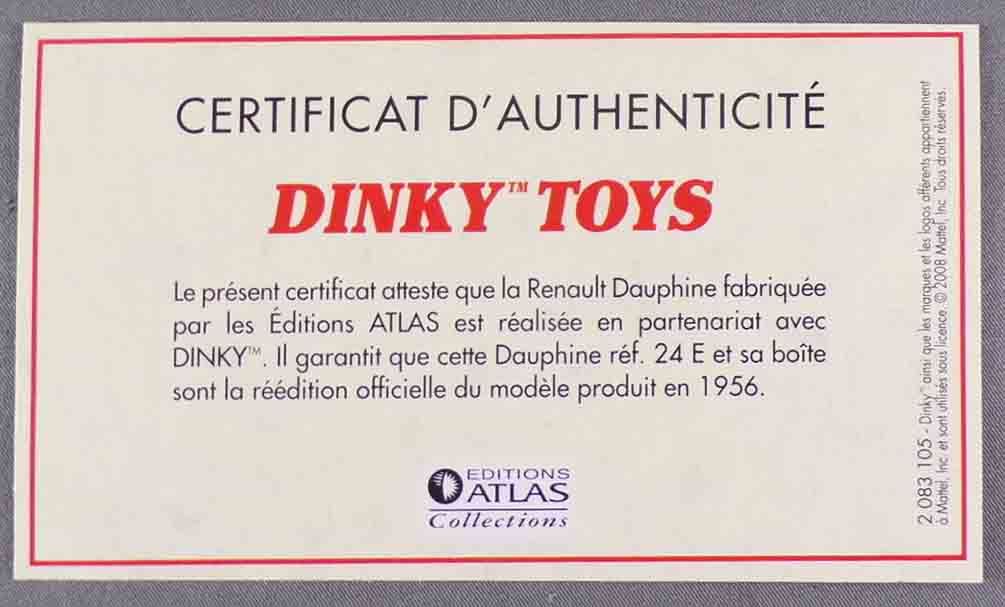 CERTIFICAT D'AUTHENTICITÉ
DINKY™ TOYS
Le présent certificat atteste que la Renault Dauphine fabriquée
par les Éditions ATLAS est réalisée en partenariat avec
DINKY™. Il garantit que cette Dauphine réf. 24 E et sa boîte
sont la réédition officielle du modèle produit en 1956.
EDITIONS
ATLAS
Collections
2 083 105 - Dinky™ ainsi que les marques et les logos afférents appartiennent
à Mattel, Inc. et sont utilisés sous licence. © 2008 Mattel, Inc. Tous droits réservés.